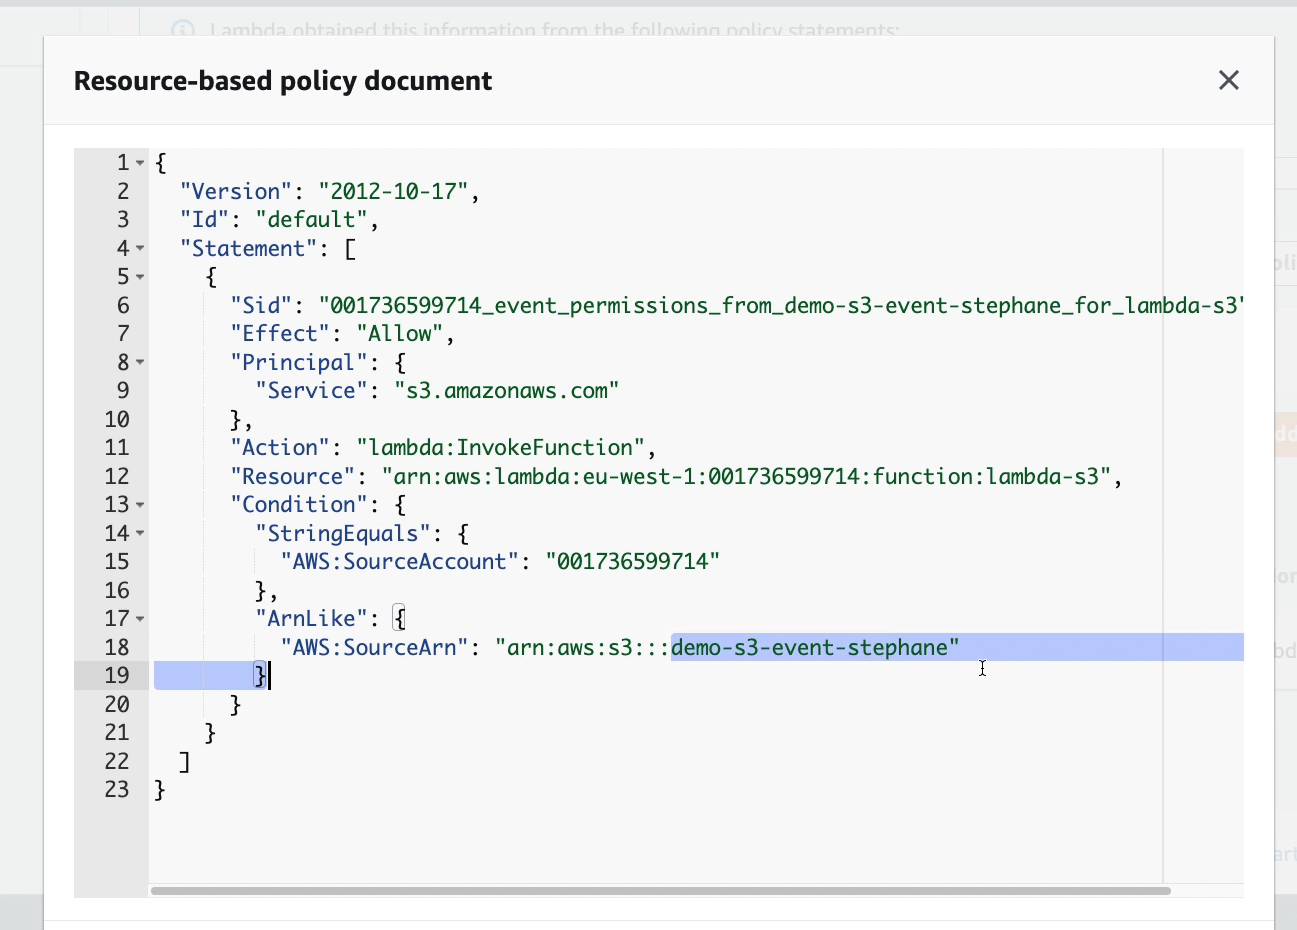 Lambda obtained this information from the following policy statements:
Resource-based policy document
1 {
2 "Version": "2012-10-17",
3 "Id": "default",
4 "Statement": [
5 {
6 "Sid": "001736599714_event_permissions_from_demo-s3-event-stephane_for_lambda-s3"
7 "Effect": "Allow",
8 "Principal": {
9 "Service": "s3.amazonaws.com"
10 },
11 "Action": "lambda:InvokeFunction",
12 "Resource": "arn:aws:lambda:eu-west-1:001736599714:function:lambda-s3",
13 "Condition": {
14 "StringEquals": {
15 "AWS:SourceAccount": "001736599714"
16 },
17 "ArnLike": {
18 "AWS:SourceArn": "arn:aws:s3:::demo-s3-event-stephane"
19 }
20 }
21 }
22 ]
23 }